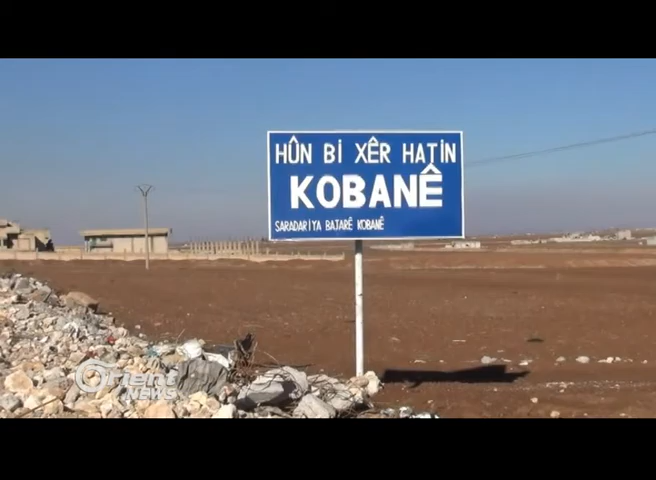 HÛN BI XÊR HATIN
KOBANÊ
SARADARIYA BAJARÊ KOBANÊ
Orient
NEWS